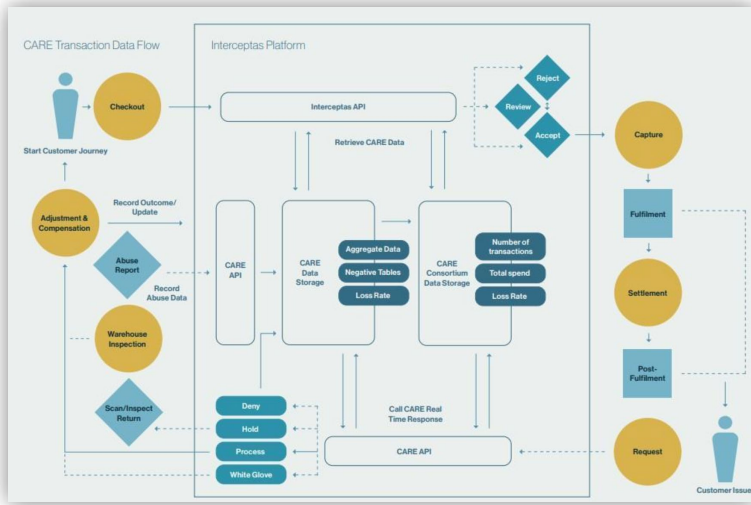 CARE Transaction Data Flow
Interceptas Platform
Checkout
Start Customer Journey
Interceptas API
Reject
Review
Accept
Retrieve CARE Data
Capture
Adjustment &
Compensation
Record Outcome/
Update
Abuse
Report
Record
Abuse Data
CARE
API
CARE
Data
Storage
Aggregate Data
Negative Tables
Loss Rate
CARE
Consortium
Data Storage
Number of
transactions
Total spend
Loss Rate
Fulfilment
Settlement
Warehouse
Inspection
Post-
Fulfilment
Scan/Inspect
Return
Deny
Hold
Process
White Glove
Call CARE Real
Time Response
CARE API
Request
Customer Issue